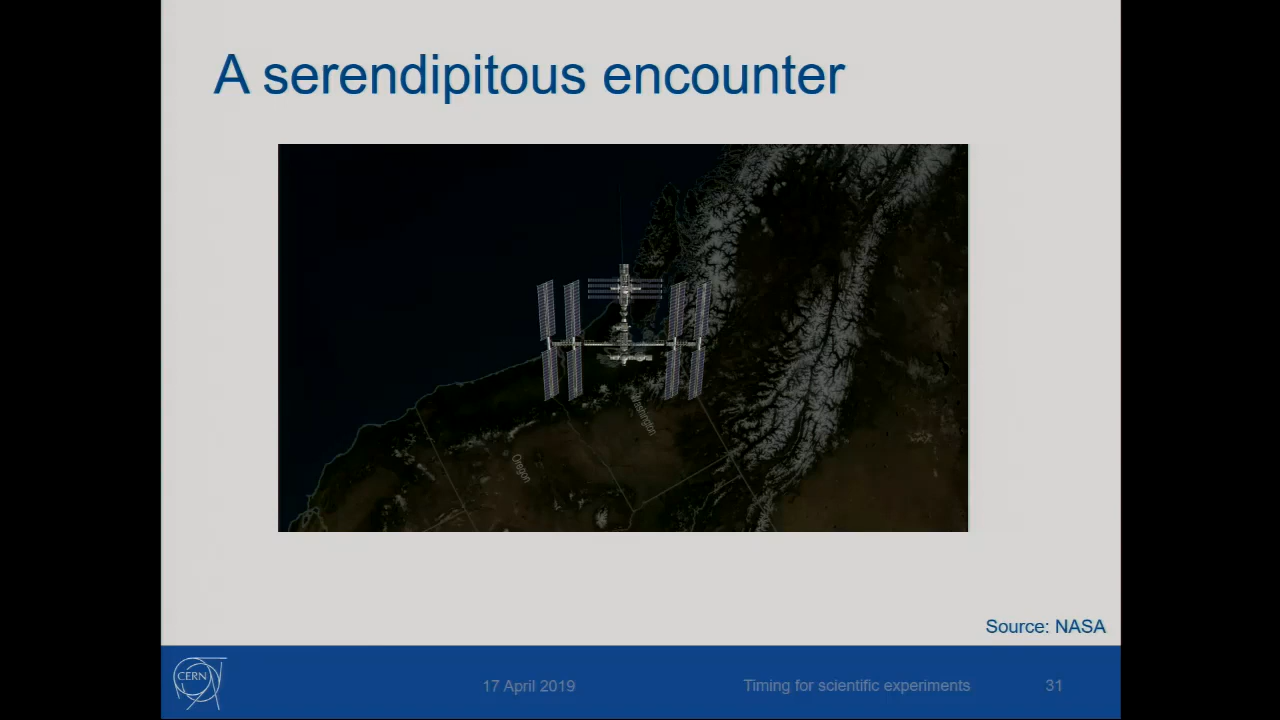 A serendipitous encounter
Washington
Oregon
Source: NASA
CERN
17 April 2019
Timing for scientific experiments
31